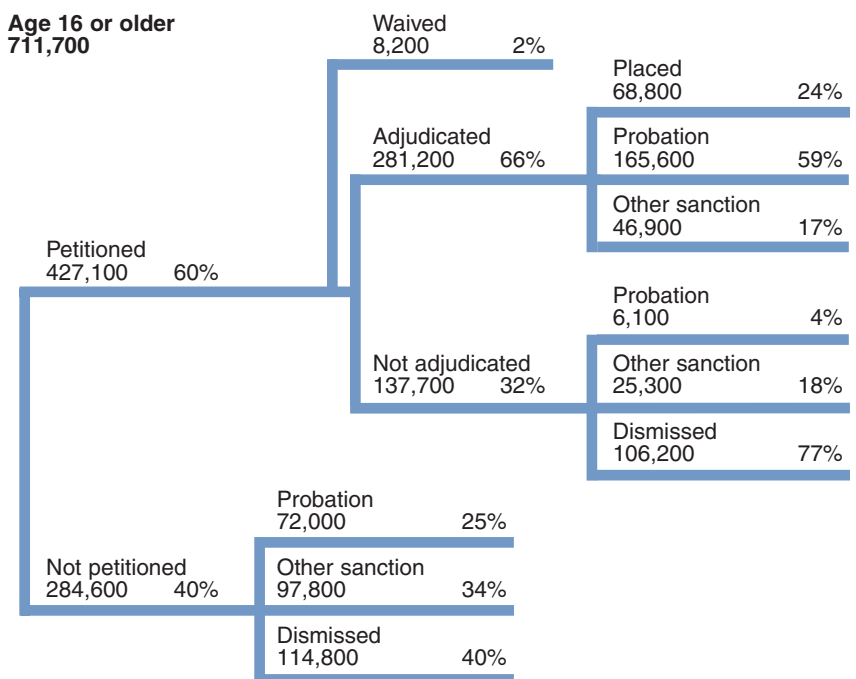 Age 16 or older
711,700
Waived
8,200 2%
Placed
68,800 24%
Adjudicated
281,200 66%
Probation
165,600 59%
Other sanction
46,900 17%
Petitioned
427,100 60%
Probation
6,100 4%
Not adjudicated
137,700 32%
Other sanction
25,300 18%
Dismissed
106,200 77%
Probation
72,000 25%
Not petitioned
284,600 40%
Other sanction
97,800 34%
Dismissed
114,800 40%